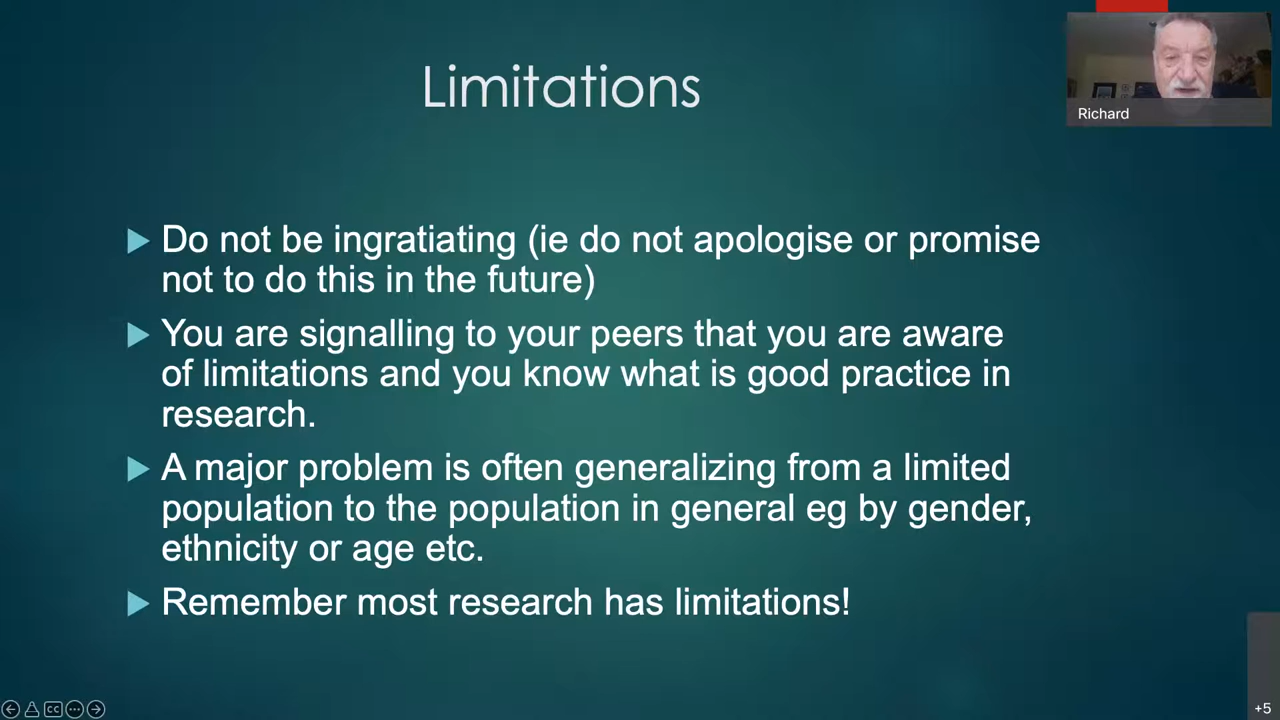 Limitations
Richard
Do not be ingratiating (ie do not apologise or promise
not to do this in the future)
You are signalling to your peers that you are aware
of limitations and you know what is good practice in
research.
A major problem is often generalizing from a limited
population to the population in general eg by gender,
ethnicity or age etc.
Remember most research has limitations!
CC
+5